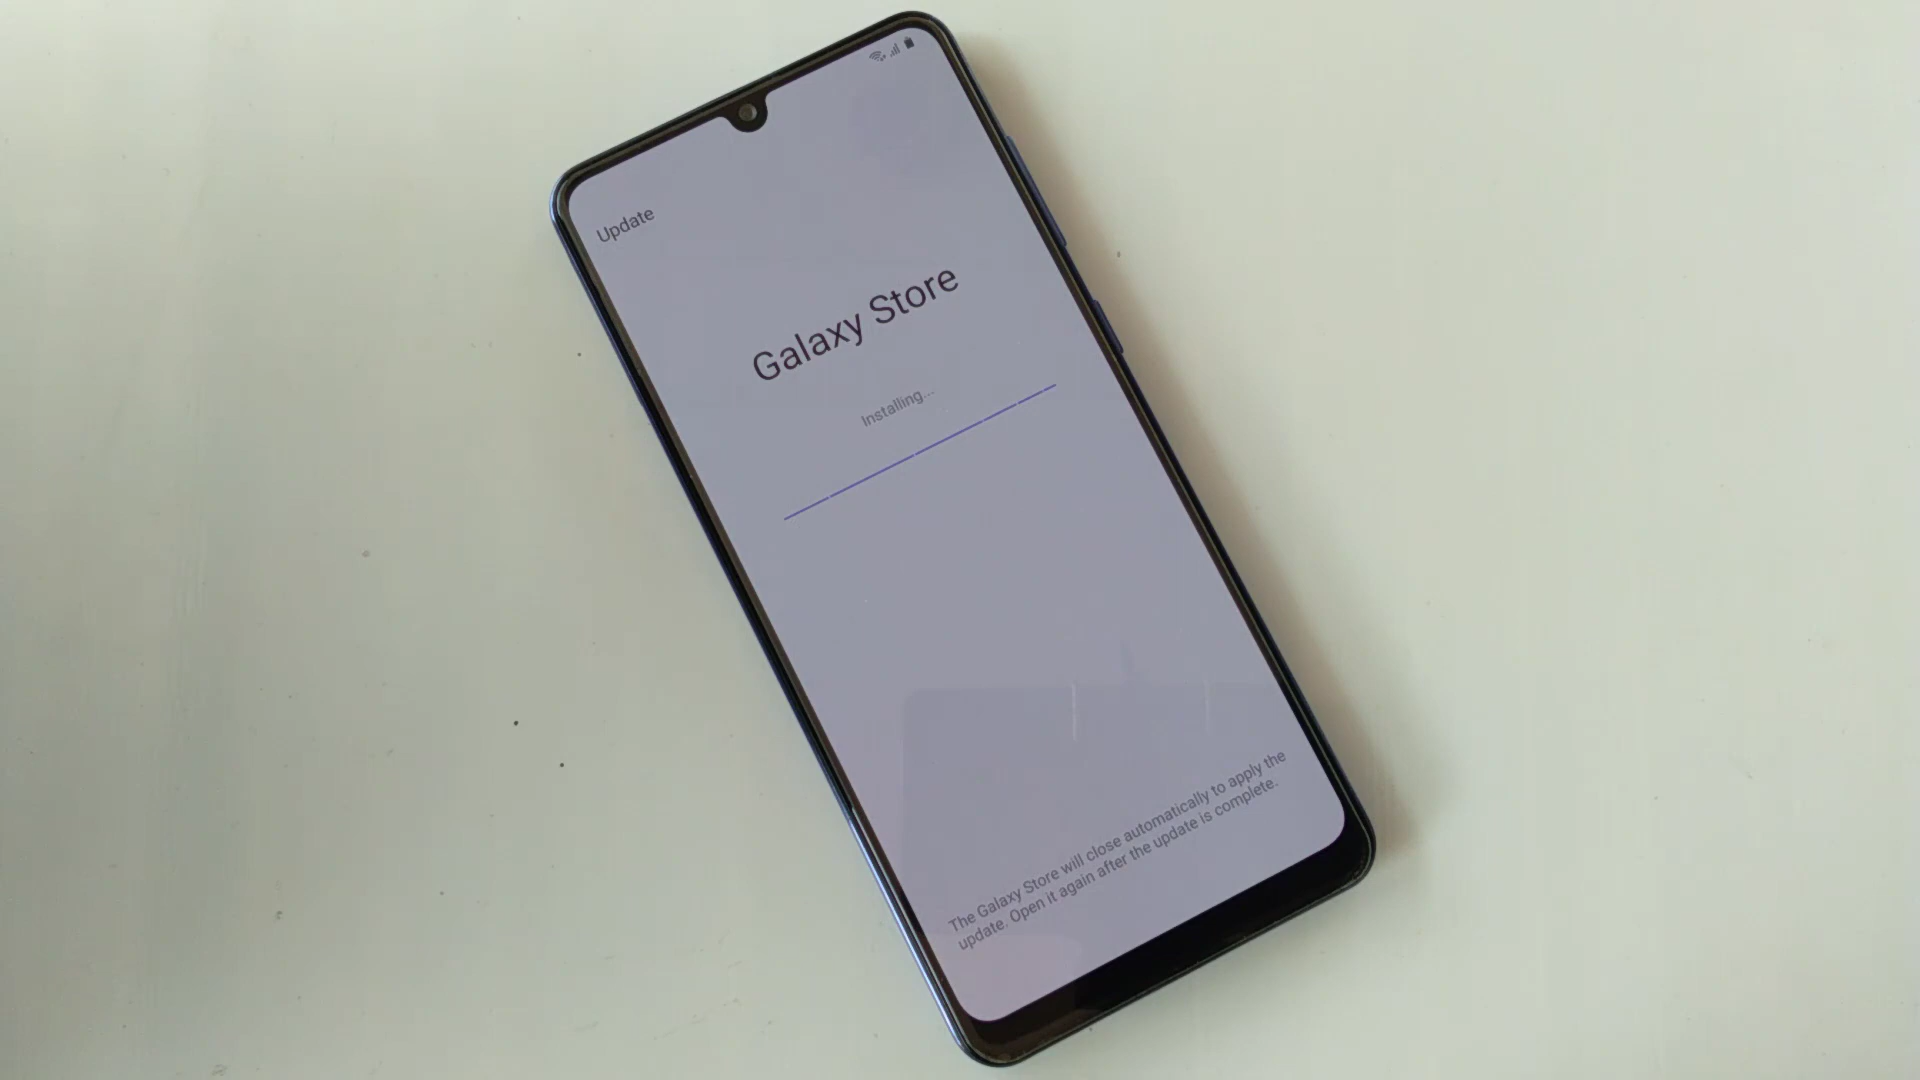 Update
Galaxy Store
Installing...
The Galaxy Store will close automatically to apply the
update. Open it again after the update is complete.